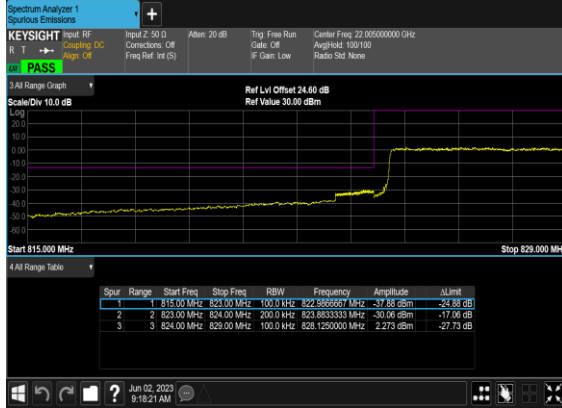 Spectrum Analyzer 1
Spurious Emissions
KEYSIGHT Input: RF Input Z: 50 Ω Atten: 20 dB Trig: Free Run Center Freq: 22.005000000 GHz
R T Coupling: DC Corrections: Off Gate: Off Avg|Hold: 100/100
Align: Off Freq Ref: Int (S) IF Gain: Low Radio Std: None
PASS
3 All Range Graph
Ref Lvl Offset 24.60 dB
Scale/Div 10.0 dB Ref Value 30.00 dBm
Log
20.0
10.0
0.00
-10.0
-20.0
-30.0
-40.0
-50.0
-60.0
Start 815.000 MHz Stop 829.000 MHz
4 All Range Table
Spur Range Start Freq Stop Freq RBW Frequency Amplitude ΔLimit
1 1 815.00 MHz 823.00 MHz 100.0 kHz 822.9866667 MHz -37.88 dBm -24.88 dB
2 2 823.00 MHz 824.00 MHz 200.0 kHz 823.8833333 MHz -30.06 dBm -17.06 dB
3 3 824.00 MHz 829.00 MHz 100.0 kHz 828.1250000 MHz 2.273 dBm -27.73 dB
Jun 02, 2023
9:18:21 AM